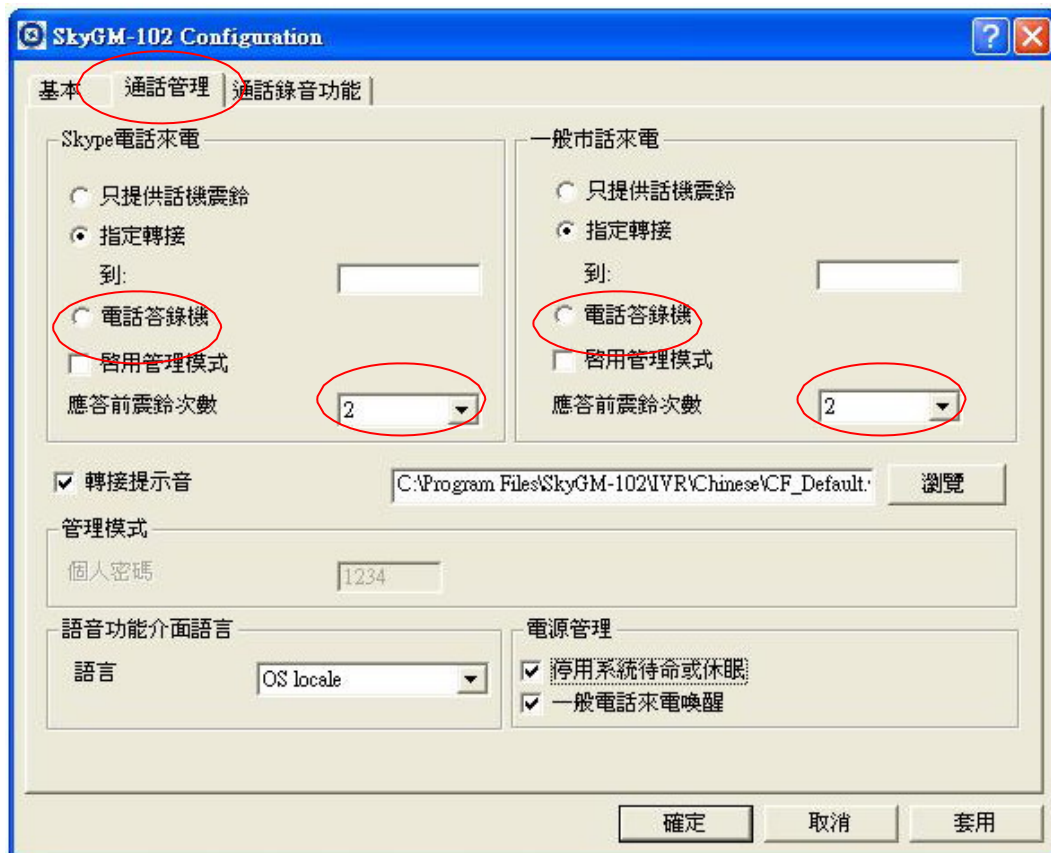 SkyGM-102 Configuration
基本 通話管理 通話錄音功能
Skype電話來電
只提供話機震鈴
指定轉接
到:
電話答錄機
啓用管理模式
應答前震鈴次數 2
一般市話來電
只提供話機震鈴
指定轉接
到:
電話答錄機
啓用管理模式
應答前震鈴次數 2
轉接提示音 C:\Program Files\SkyGM-102\IVR\Chinese\CF_Default. 瀏覽
管理模式
個人密碼 1234
語音功能介面語言
語言 OS locale
電源管理
停用系統待命或休眠
一般電話來電喚醒
確定 取消 套用